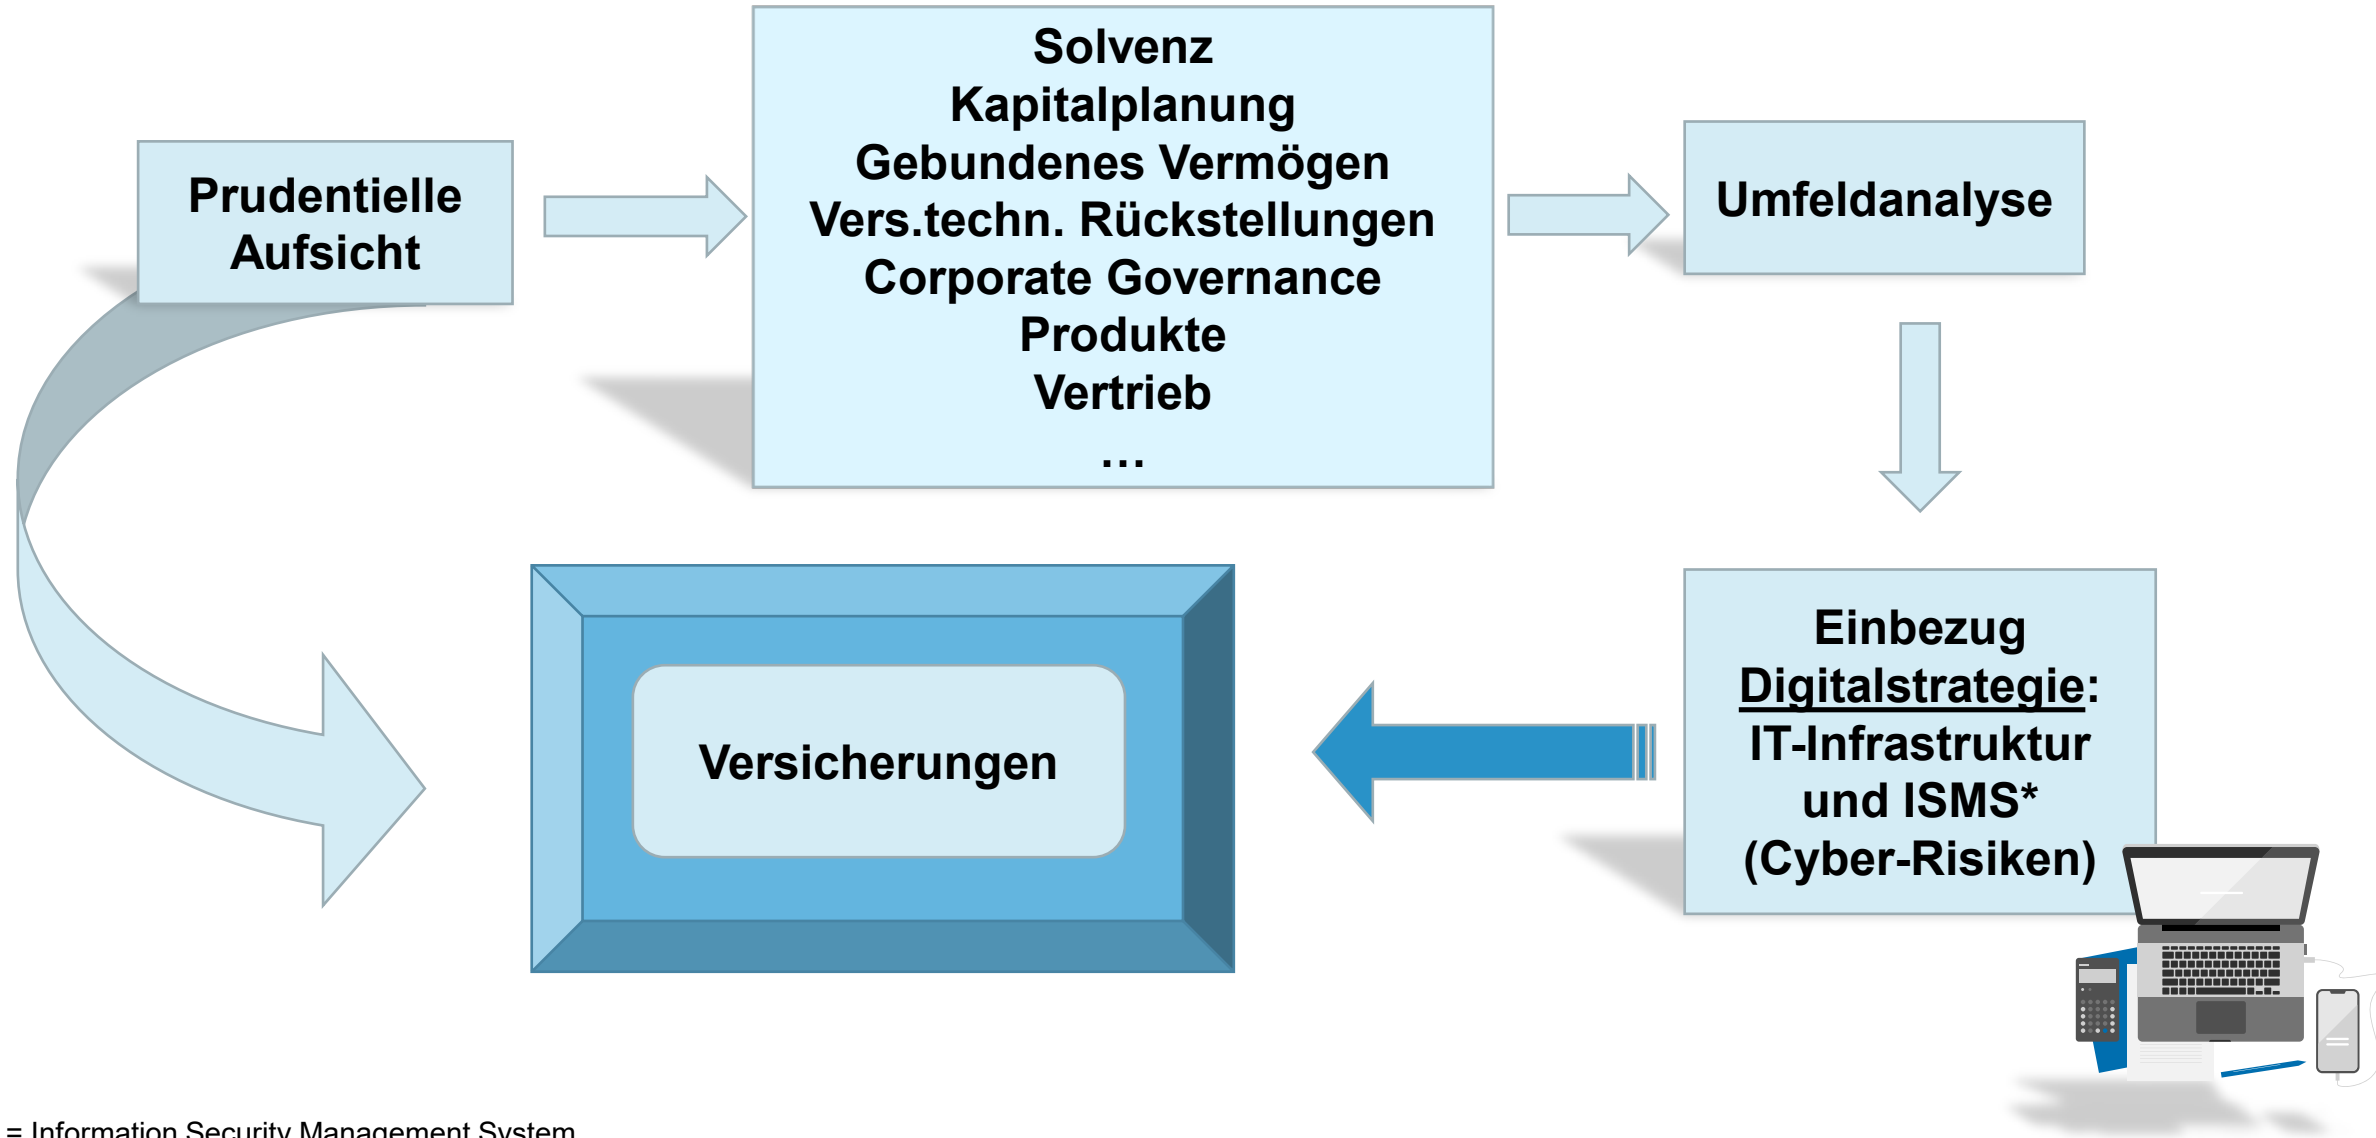 Prudentielle
Aufsicht
Solvenz
Kapitalplanung
Gebundenes Vermögen
Vers.techn. Rückstellungen
Corporate Governance
Produkte
Vertrieb
…
Umfeldanalyse
Einbezug
Digitalstrategie:
IT-Infrastruktur
und ISMS*
(Cyber-Risiken)
Versicherungen
= Information Security Management System